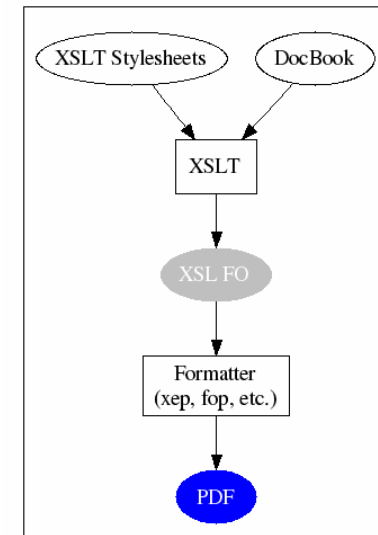 XSLT Stylesheets
DocBook
XSLT
XSL FO
Formatter
(xep, fop, etc.)
PDF